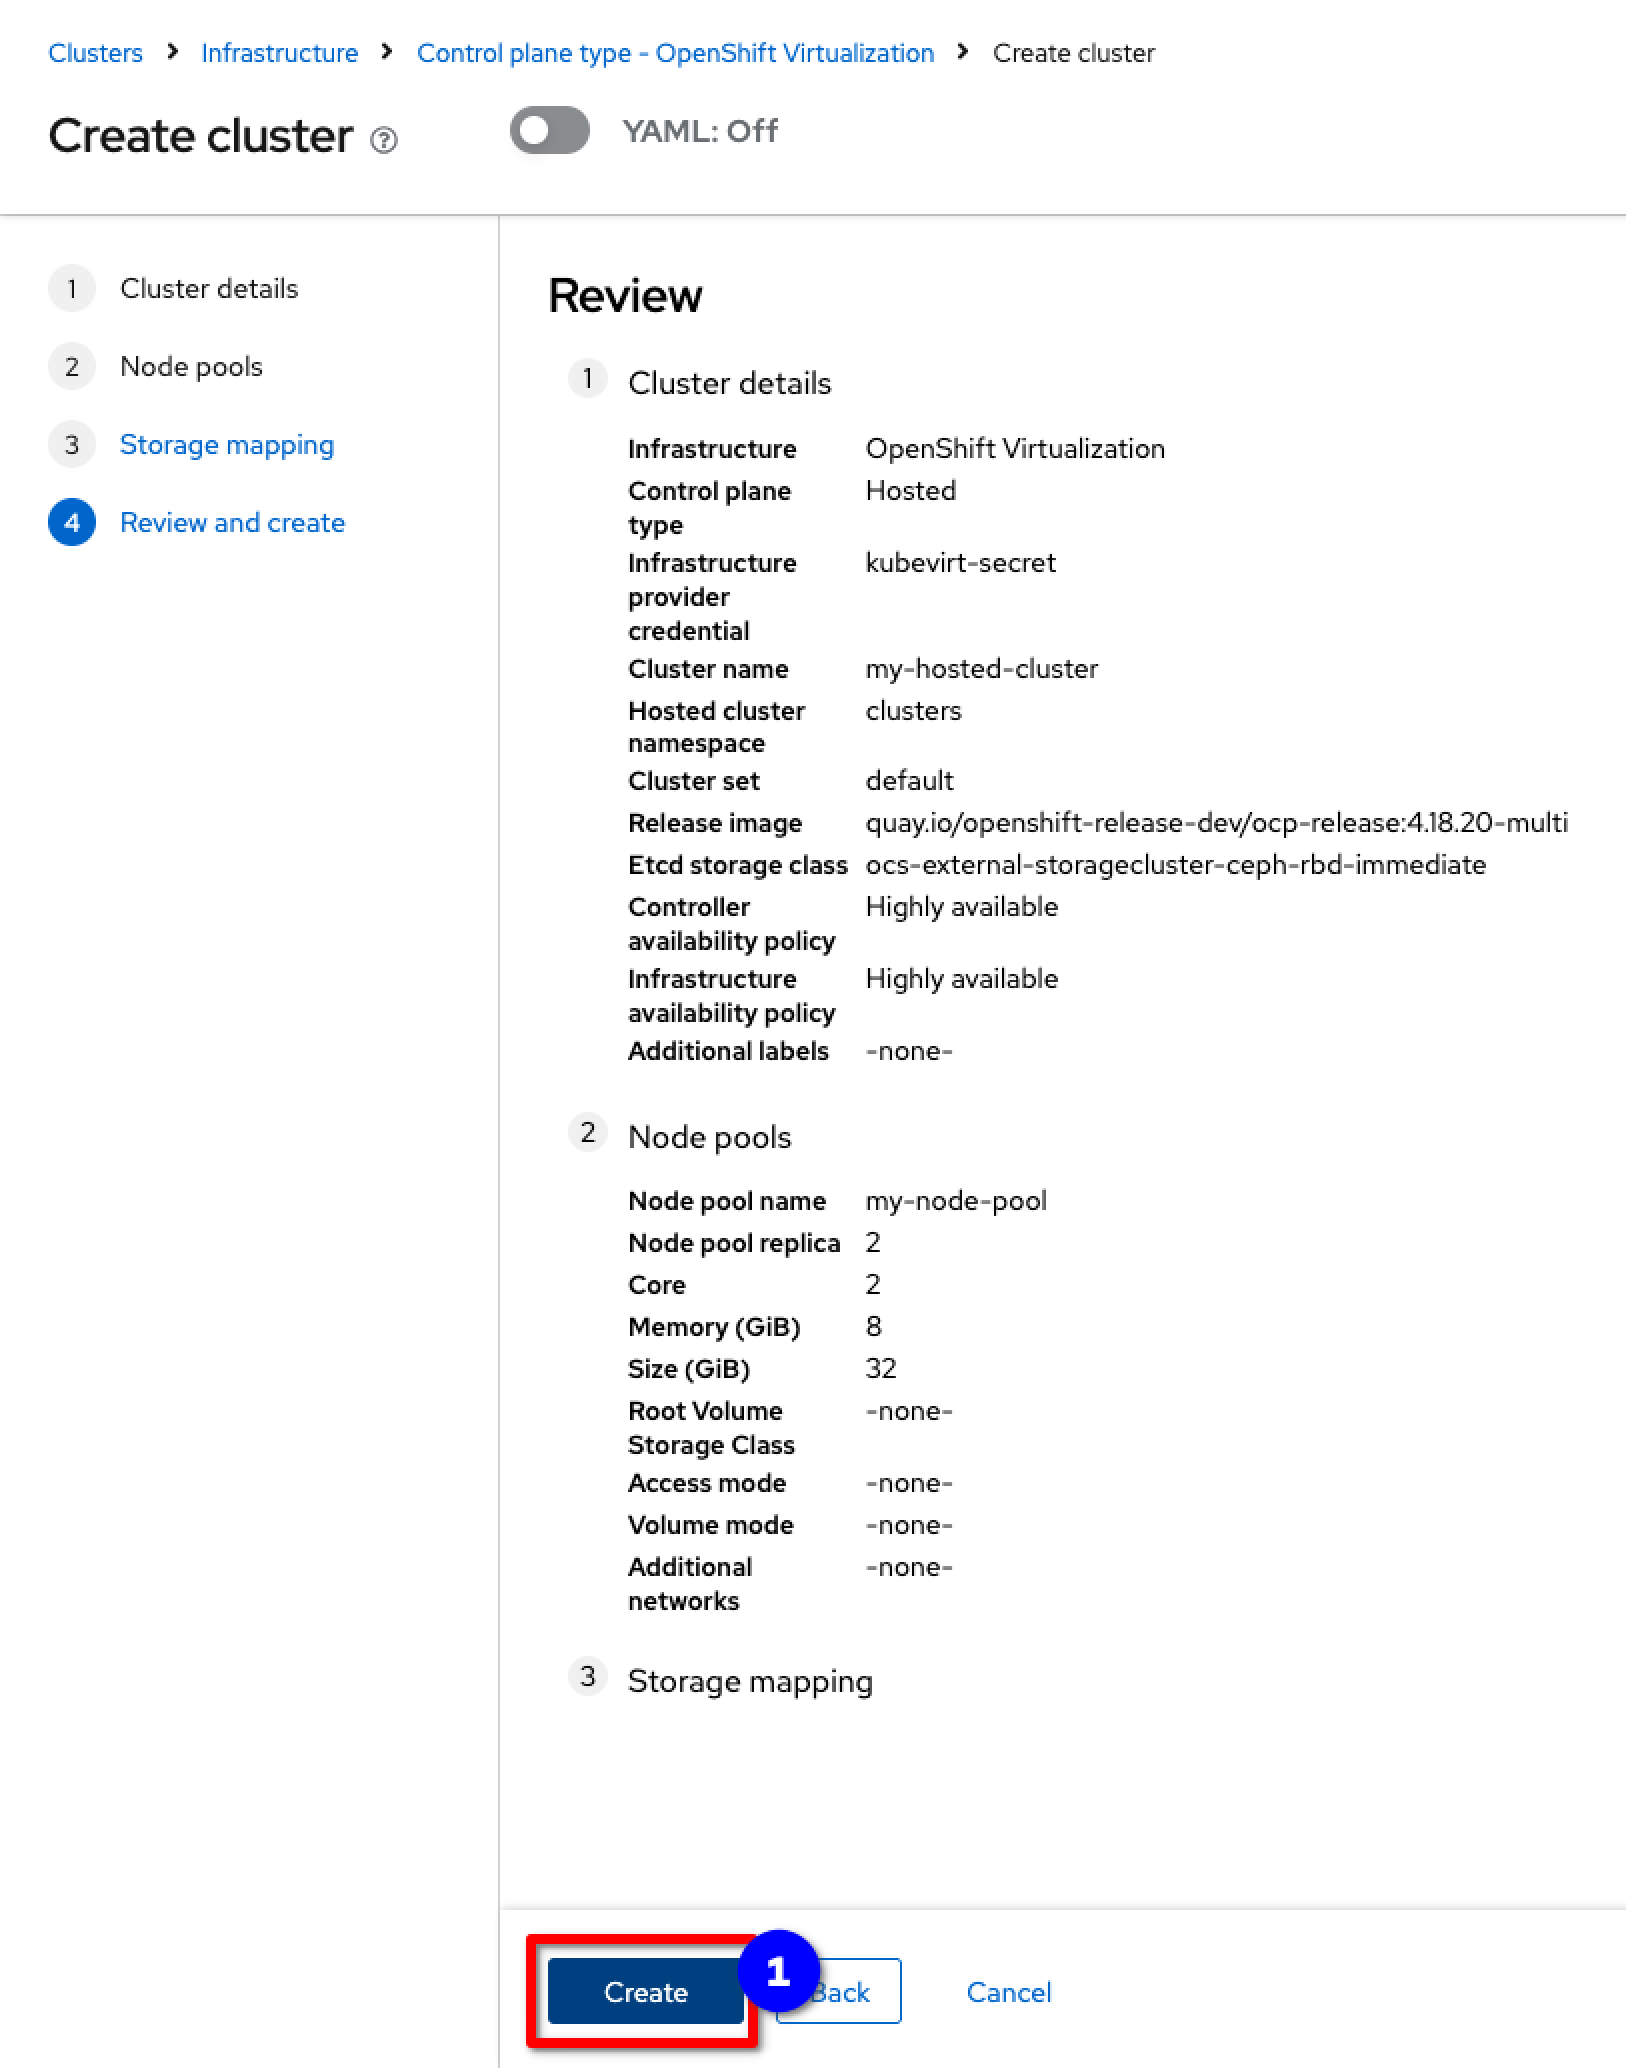 Clusters > Infrastructure > Control plane type - OpenShift Virtualization > Create cluster
Create cluster ? YAML: Off
1 Cluster details
2 Node pools
3 Storage mapping
4 Review and create
Review
1 Cluster details
Infrastructure OpenShift Virtualization
Control plane Hosted
type
Infrastructure kubevirt-secret
provider
credential
Cluster name my-hosted-cluster
Hosted cluster clusters
namespace
Cluster set default
Release image quay.io/openshift-release-dev/ocp-release:4.18.20-multi
Etcd storage class ocs-external-storagecluster-ceph-rbd-immediate
Controller Highly available
availability policy
Infrastructure Highly available
availability policy
Additional labels -none-
2 Node pools
Node pool name my-node-pool
Node pool replica 2
Core 2
Memory (GiB) 8
Size (GiB) 32
Root Volume -none-
Storage Class
Access mode -none-
Volume mode -none-
Additional -none-
networks
3 Storage mapping
Create 1 Back Cancel